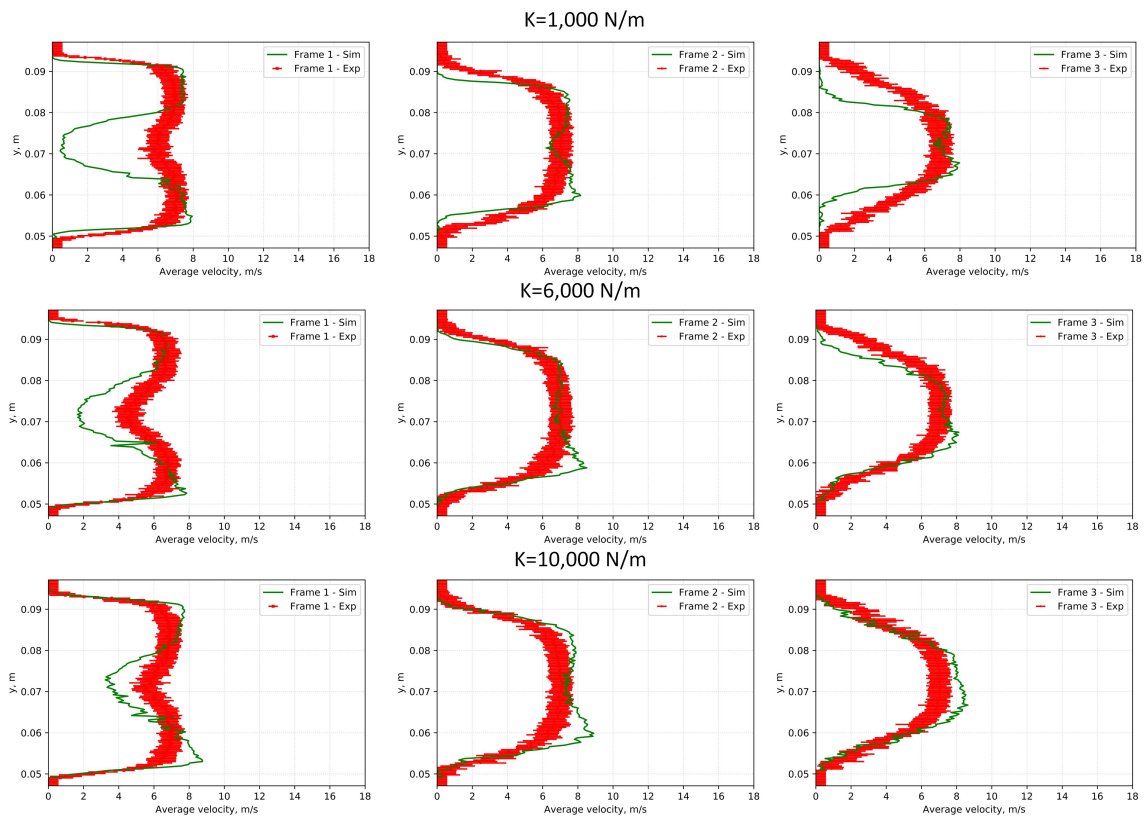 K=1,000 N/m
Frame 1 - Sim
Frame 1 - Exp
0.09
0.08
0.07
0.06
0.05
y, m
0 2 4 6 8 10 12 14 16 18
Average velocity, m/s
Frame 2 - Sim
Frame 2 - Exp
0.09
0.08
0.07
0.06
0.05
y, m
0 2 4 6 8 10 12 14 16 18
Average velocity, m/s
Frame 3 - Sim
Frame 3 - Exp
0.09
0.08
0.07
0.06
0.05
y, m
0 2 4 6 8 10 12 14 16 18
Average velocity, m/s
K=6,000 N/m
Frame 1 - Sim
Frame 1 - Exp
0.09
0.08
0.07
0.06
0.05
y, m
0 2 4 6 8 10 12 14 16 18
Average velocity, m/s
Frame 2 - Sim
Frame 2 - Exp
0.09
0.08
0.07
0.06
0.05
y, m
0 2 4 6 8 10 12 14 16 18
Average velocity, m/s
Frame 3 - Sim
Frame 3 - Exp
0.09
0.08
0.07
0.06
0.05
y, m
0 2 4 6 8 10 12 14 16 18
Average velocity, m/s
K=10,000 N/m
Frame 1 - Sim
Frame 1 - Exp
0.09
0.08
0.07
0.06
0.05
y, m
0 2 4 6 8 10 12 14 16 18
Average velocity, m/s
Frame 2 - Sim
Frame 2 - Exp
0.09
0.08
0.07
0.06
0.05
y, m
0 2 4 6 8 10 12 14 16 18
Average velocity, m/s
Frame 3 - Sim
Frame 3 - Exp
0.09
0.08
0.07
0.06
0.05
y, m
0 2 4 6 8 10 12 14 16 18
Average velocity, m/s